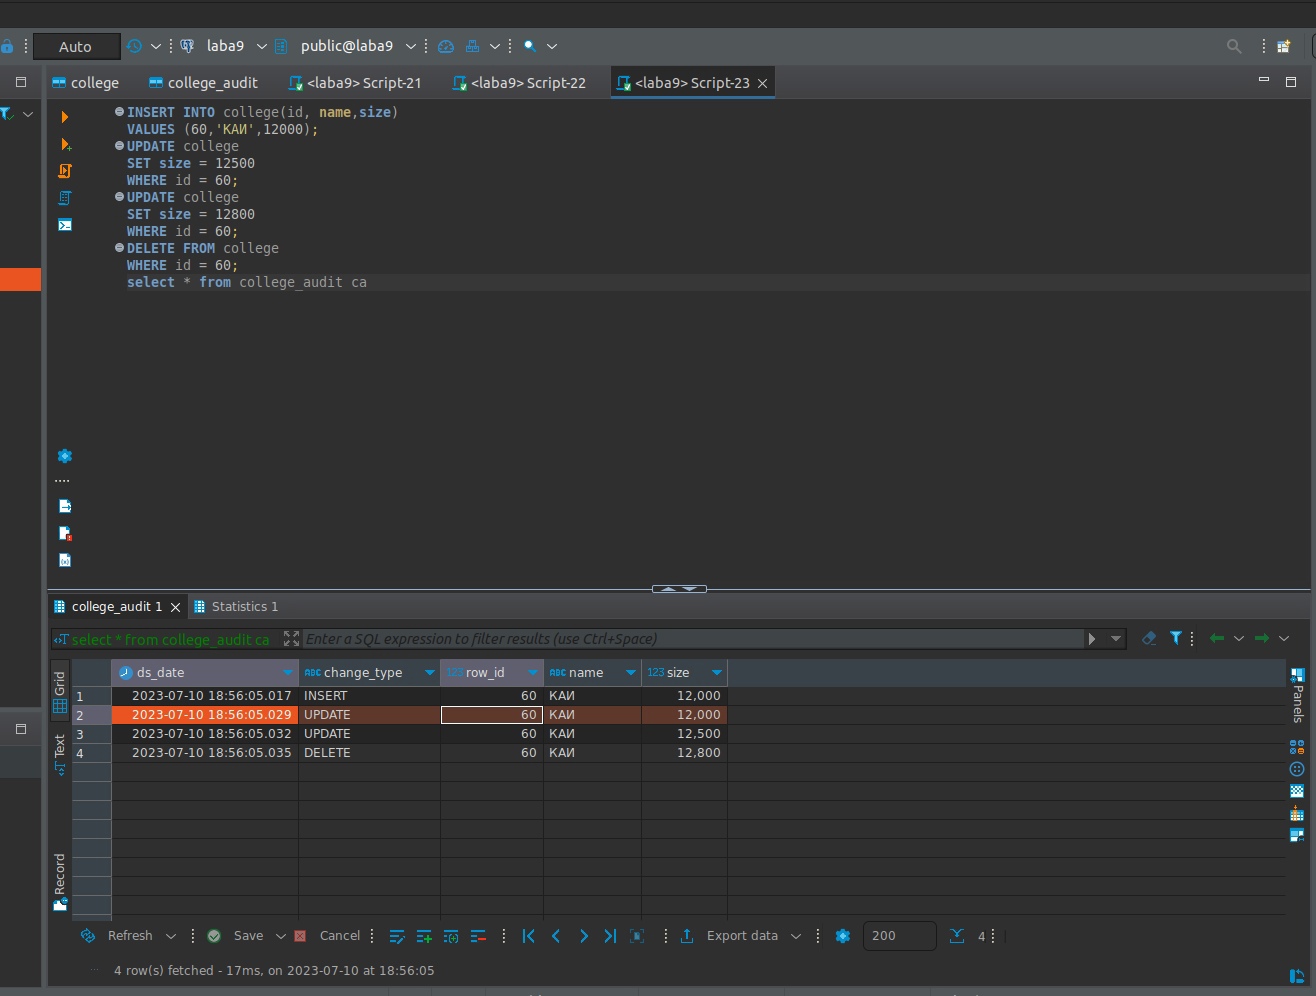 Auto laba9 public@laba9
college college_audit <laba9> Script-21 <laba9> Script-22 <laba9> Script-23
INSERT INTO college(id, name,size)
VALUES (60,'КАИ',12000);
UPDATE college
SET size = 12500
WHERE id = 60;
UPDATE college
SET size = 12800
WHERE id = 60;
DELETE FROM college
WHERE id = 60;
select * from college_audit ca
college_audit 1 Statistics 1
select * from college_audit ca Enter a SQL expression to filter results (use Ctrl+Space)
Grid
Text
Record
Panels
ds_date ABC change_type 123 row_id ABC name 123 size
1 2023-07-10 18:56:05.017 INSERT 60 КАИ 12,000
2 2023-07-10 18:56:05.029 UPDATE 60 КАИ 12,000
3 2023-07-10 18:56:05.032 UPDATE 60 КАИ 12,500
4 2023-07-10 18:56:05.035 DELETE 60 КАИ 12,800
Refresh Save Cancel Export data 200 4
4 row(s) fetched - 17ms, on 2023-07-10 at 18:56:05